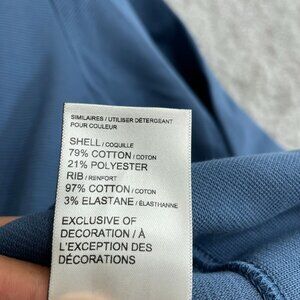 SIMILAIRES / UTILISER DÉTERGEANT
POUR COULEUR
SHELL / COQUILLE
79% COTTON / COTON
21% POLYESTER
RIB / RENFORT
97% COTTON / COTON
3% ELASTANE / ÉLASTHANNE
EXCLUSIVE OF
DECORATION / À
L'EXCEPTION DES
DÉCORATIONS